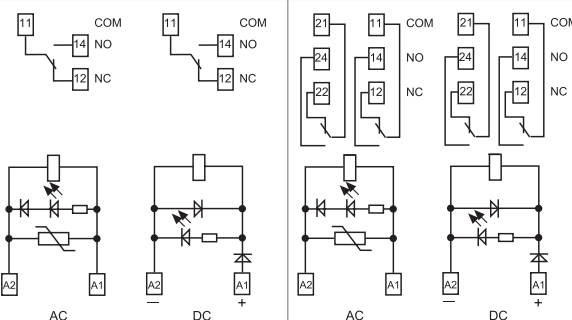 11 COM
14 NO
12 NC
11 COM
14 NO
12 NC
21 11 COM
24 14 NO
22 12 NC
21 11 COM
24 14 NO
22 12 NC
A2 A1
AC
A2 A1
— +
DC
A2 A1
AC
A2 A1
— +
DC